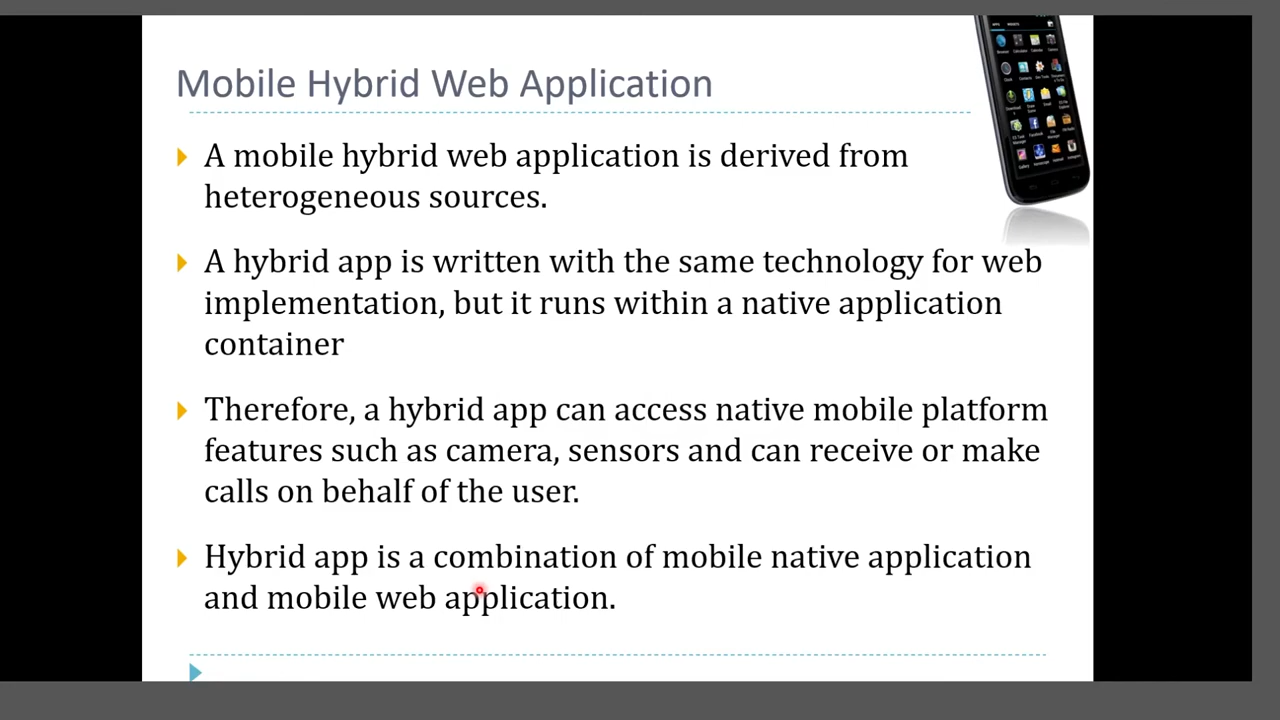 Mobile Hybrid Web Application
A mobile hybrid web application is derived from
heterogeneous sources.
A hybrid app is written with the same technology for web
implementation, but it runs within a native application
container
Therefore, a hybrid app can access native mobile platform
features such as camera, sensors and can receive or make
calls on behalf of the user.
Hybrid app is a combination of mobile native application
and mobile web application.